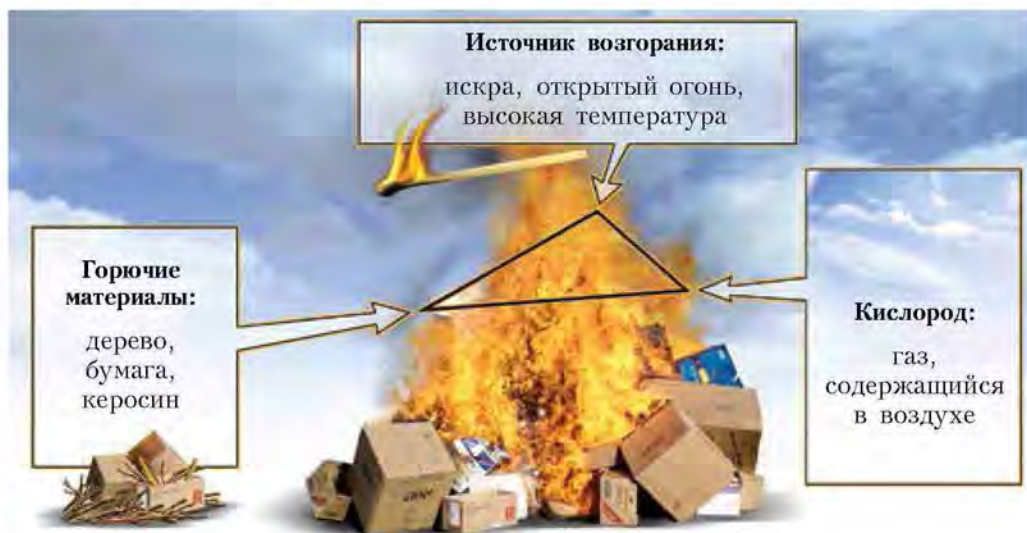 Источник возгорания:
искра, открытый огонь,
высокая температура
Горючие
материалы:
дерево,
бумага,
керосин
Кислород:
газ,
содержащийся
в воздухе